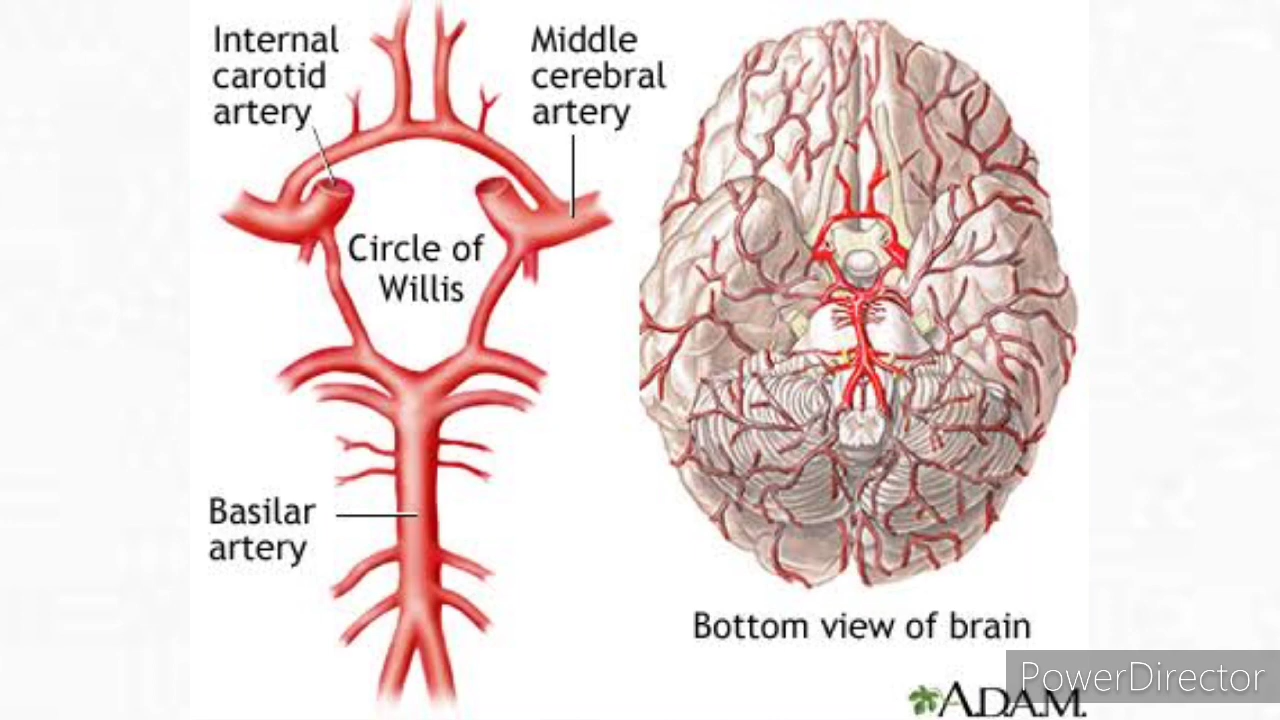 Internal
carotid
artery
Middle
cerebral
artery
Circle of
Willis
Basilar
artery
Bottom view of brain
A.D.A.M.
PowerDirector